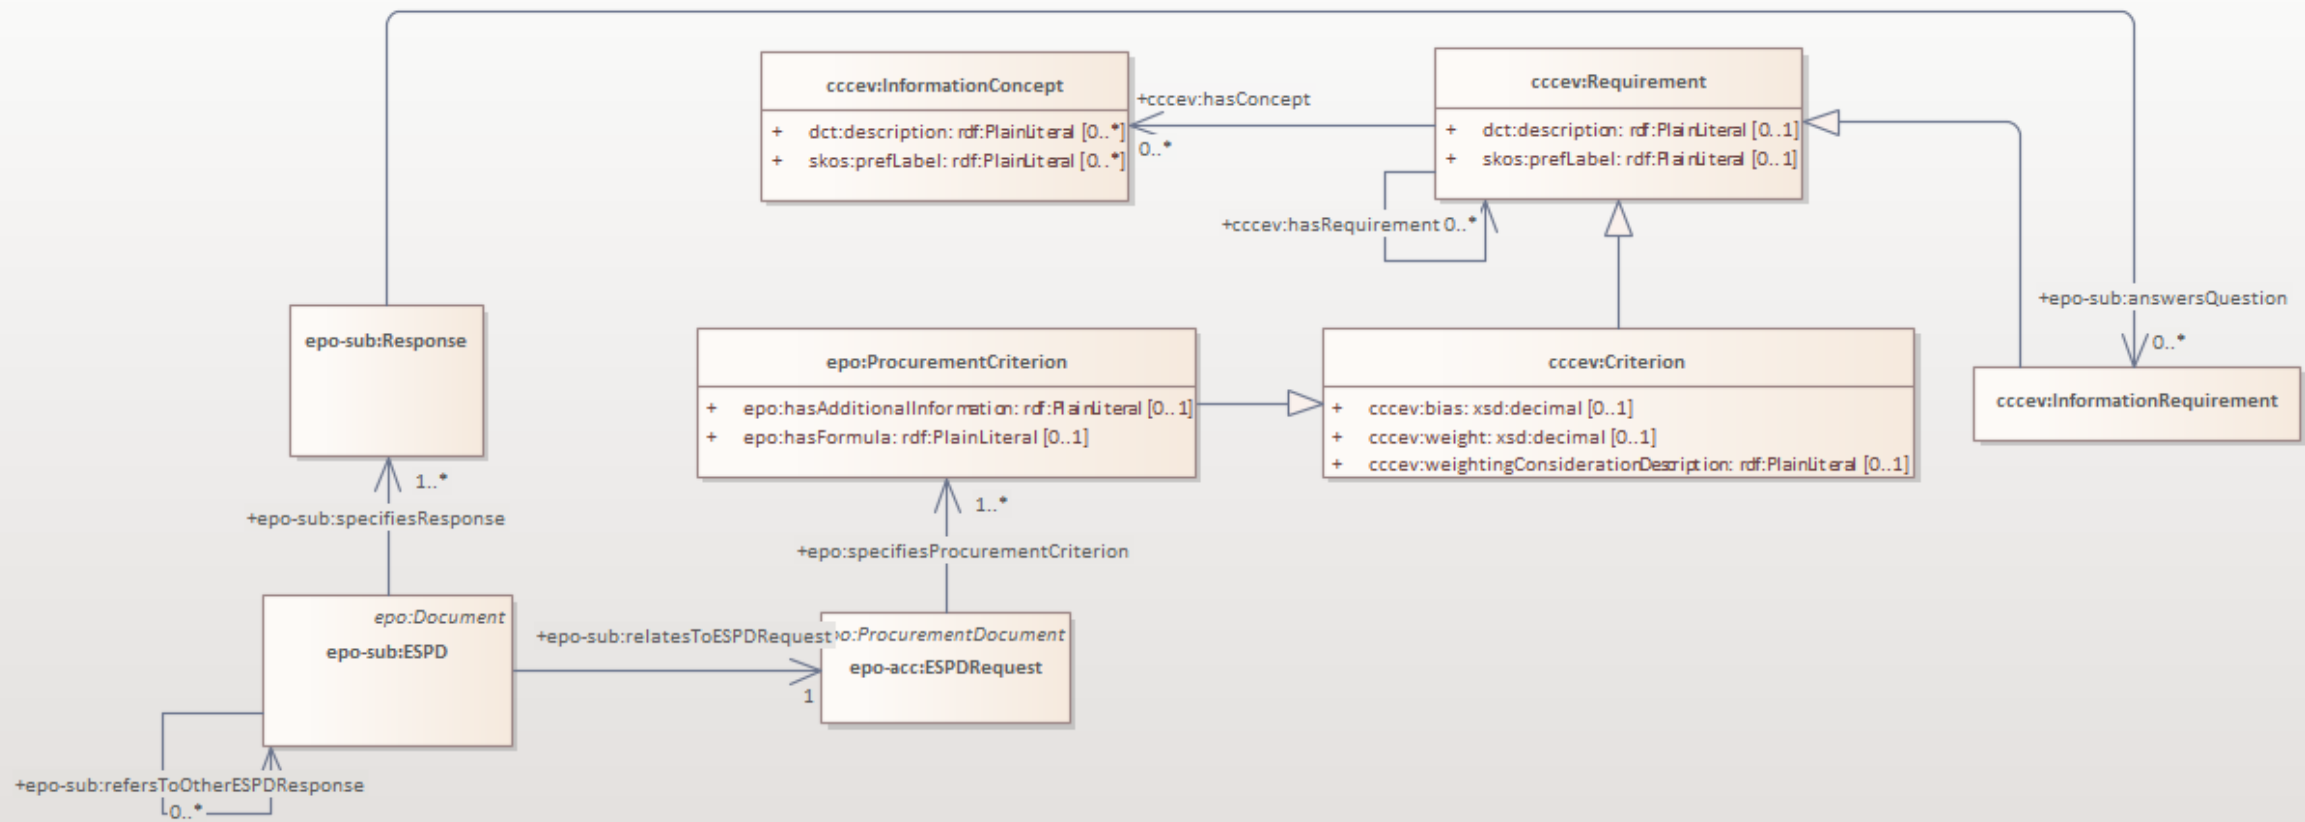 cccev:InformationConcept
+ dct:description: rdf:PlainLiteral [0..*]
+ skos:prefLabel: rdf:PlainLiteral [0..*]
+cccev:hasConcept
0..*
cccev:Requirement
+ dct:description: rdf:PlainLiteral [0..1]
+ skos:prefLabel: rdf:PlainLiteral [0..1]
+cccev:hasRequirement 0..*
+epo-sub:answersQuestion
0..*
epo-sub:Response
epo:ProcurementCriterion
+ epo:hasAdditionalInformation: rdf:PlainLiteral [0..1]
+ epo:hasFormula: rdf:PlainLiteral [0..1]
cccev:Criterion
+ cccev:bias: xsd:decimal [0..1]
+ cccev:weight: xsd:decimal [0..1]
+ cccev:weightingConsiderationDescription: rdf:PlainLiteral [0..1]
cccev:InformationRequirement
1..*
+epo-sub:specifiesResponse
1..*
+epo:specifiesProcurementCriterion
epo:Document
epo-sub:ESPD
+epo-sub:relatesToESPDRequest
1
po:ProcurementDocument
epo-acc:ESPDRequest
+epo-sub:refersToOtherESPDResponse
0..*